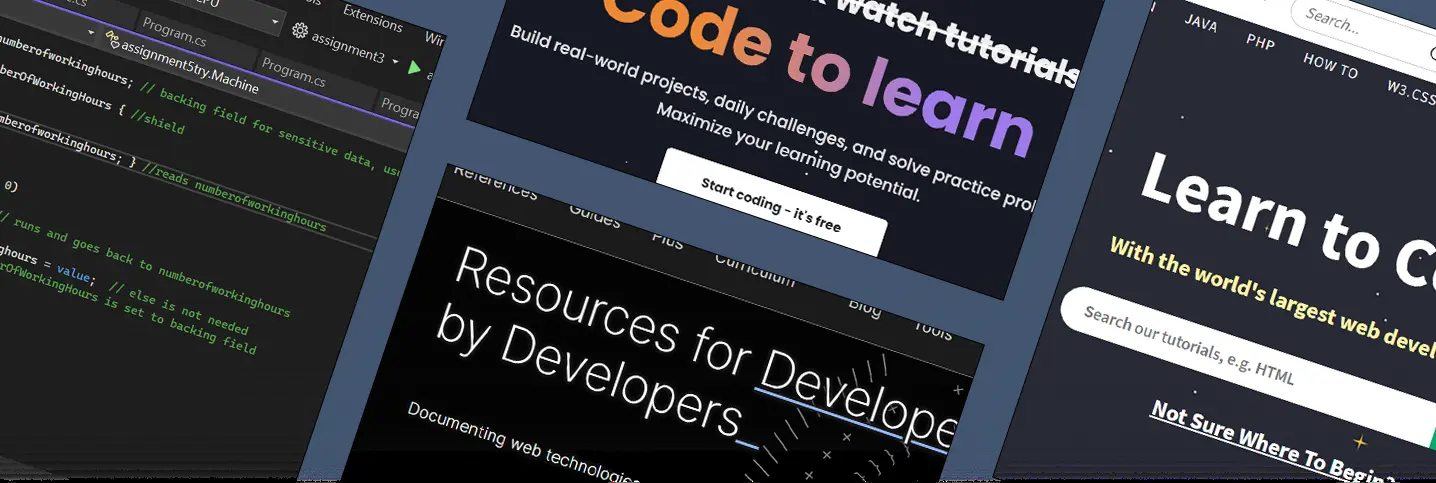 Extensions
Program.cs
assignment3
assignment5try.Machine
Program.cs
numberofworkinghours; // backing field for sensitive data,
berOfWorkingHours { //shield
mberofworkinghours; } //reads numberofworkinghours
0)
// runs and goes back to numberofworkinghours
ghours = value; // else is not needed
rOfWorkingHours is set to backing field
watch tutorials
Code to learn
Build real-world projects, daily challenges, and solve practice
Maximize your learning potential.
Start coding - it's free
References
Guides
Plus
Curriculum
Blog
Tools
Resources for Develope
by Developers_
Documenting web technologies
Search...
JAVA
PHP
HOW TO
W3.CSS
Learn to C
With the world's largest web devel
Search our tutorials, e.g. HTML
Not Sure Where To Begin?